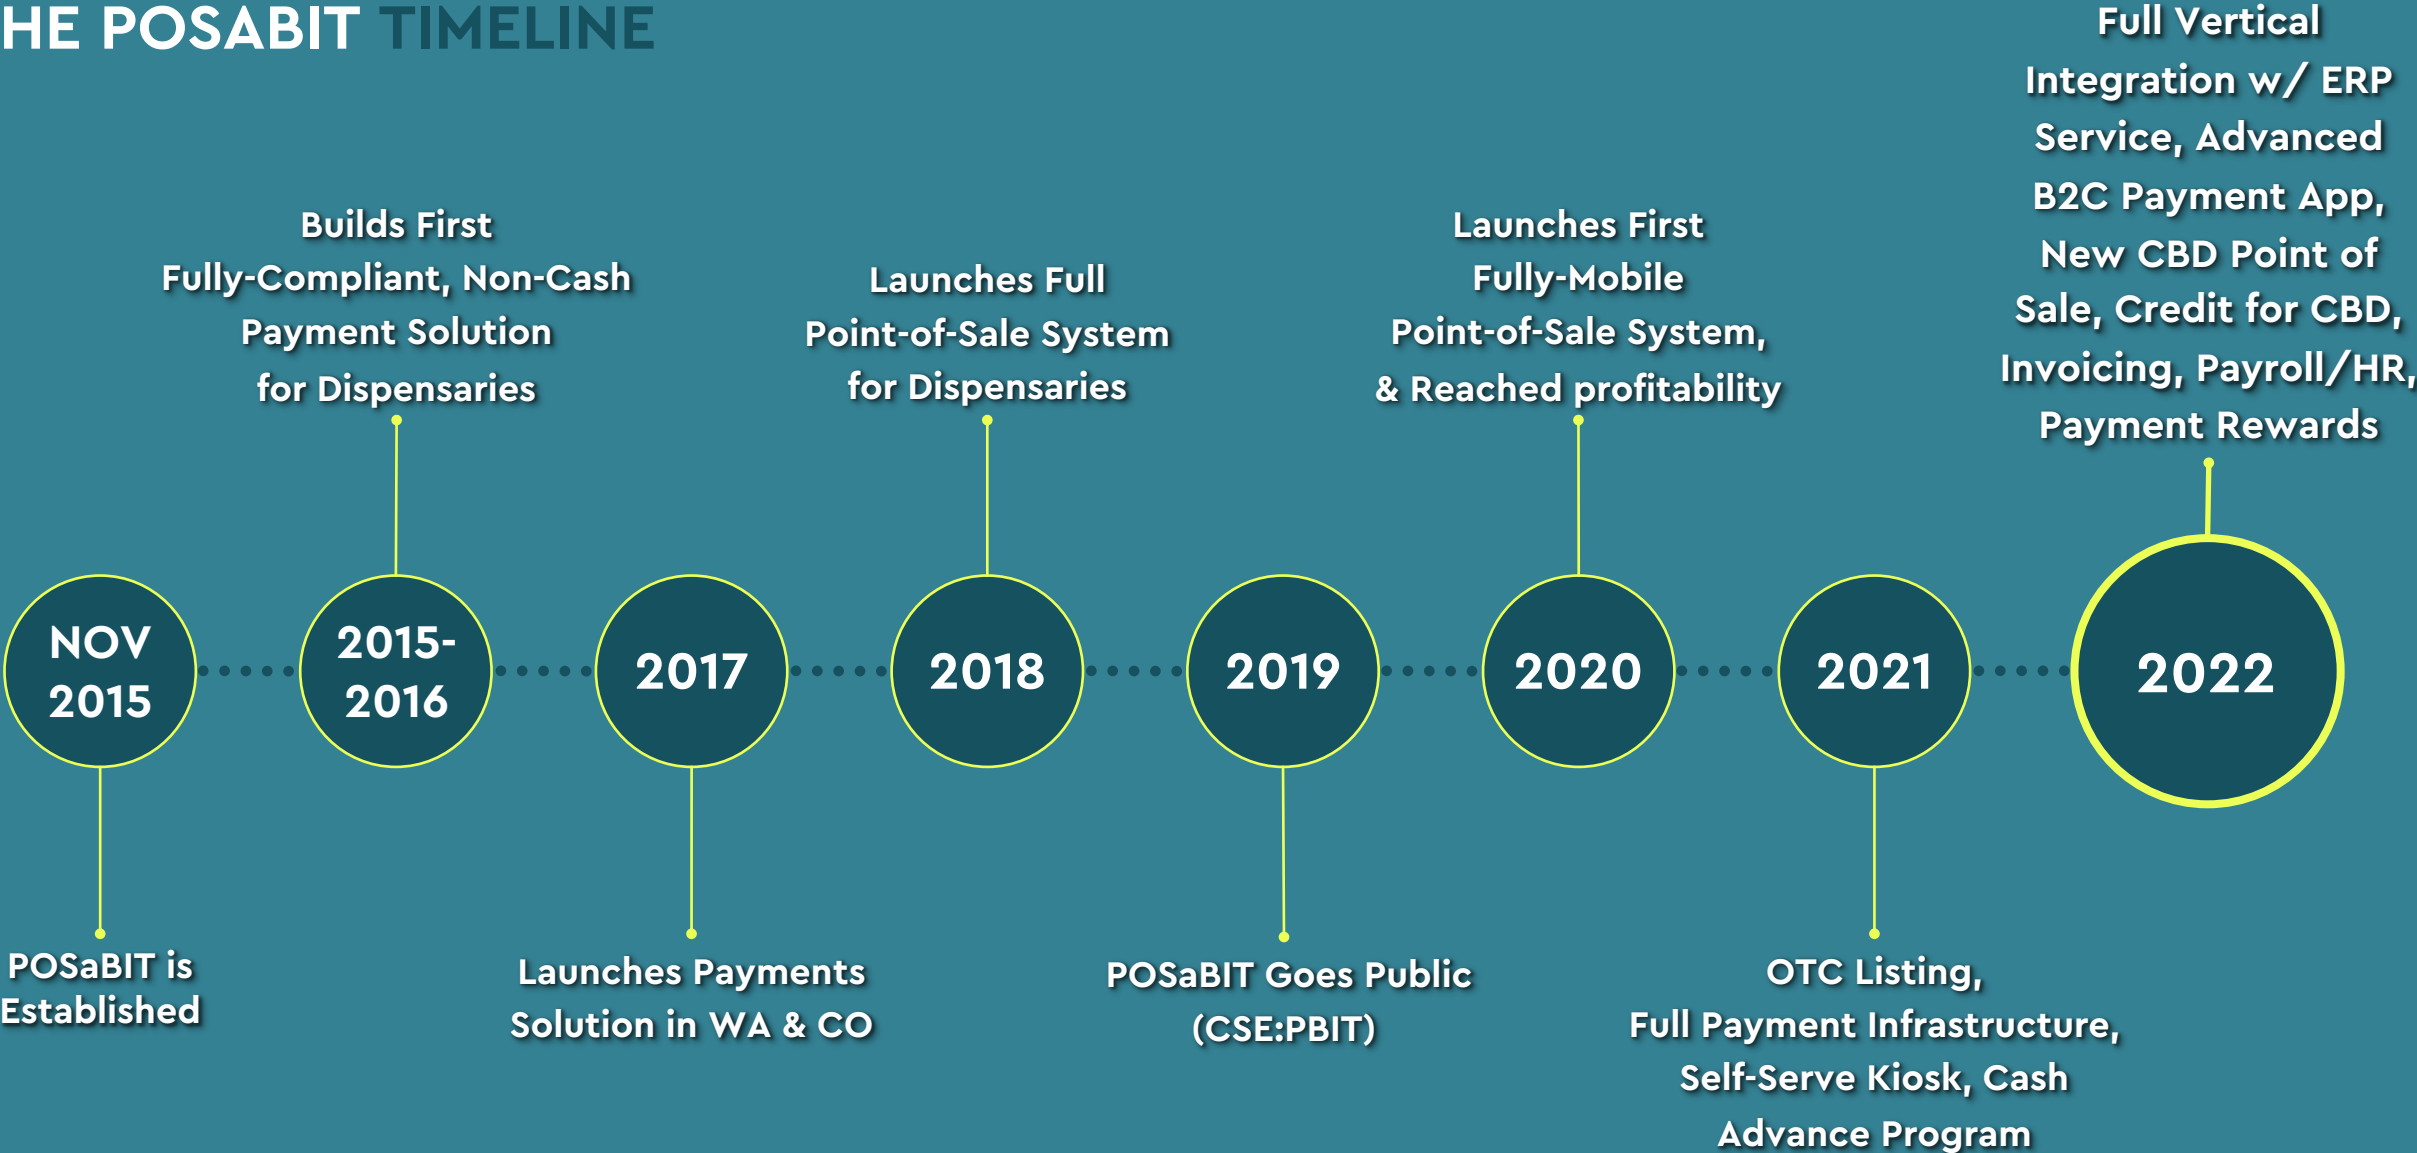 HE POSABIT TIMELINE
NOV
2015
POSaBIT is
Established
Builds First
Fully-Compliant, Non-Cash
Payment Solution
for Dispensaries
2015-
2016
2017
Launches Payments
Solution in WA & CO
Launches Full
Point-of-Sale System
for Dispensaries
2018
2019
POSaBIT Goes Public
(CSE:PBIT)
Launches First
Fully-Mobile
Point-of-Sale System,
& Reached profitability
2020
2021
OTC Listing,
Full Payment Infrastructure,
Self-Serve Kiosk, Cash
Advance Program
Full Vertical
Integration w/ ERP
Service, Advanced
B2C Payment App,
New CBD Point of
Sale, Credit for CBD,
Invoicing, Payroll/HR,
Payment Rewards
2022